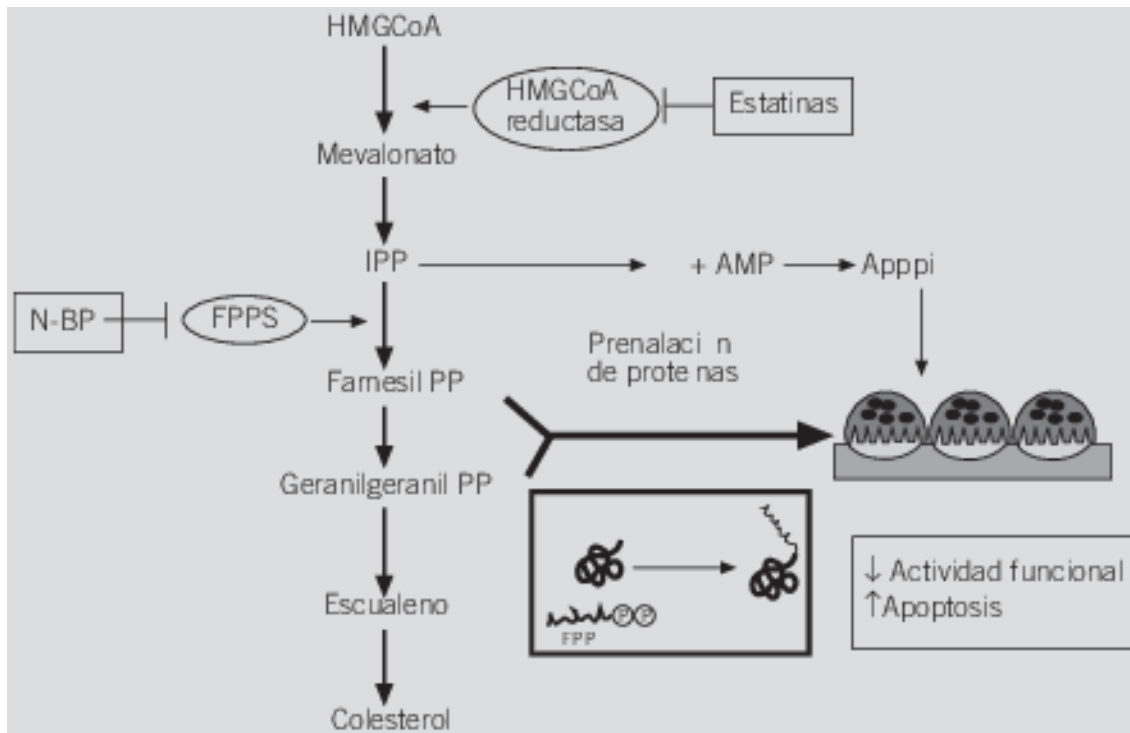 HMGCoA
HMGCoA
reductasa
Estatinas
Mevalonato
IPP
+ AMP
Apppi
N-BP
FPPS
Prenalaci n
de prote nas
Farnesil PP
Geranilgeranil PP
↓ Actividad funcional
↑Apoptosis
P P
FPP
Escualeno
Colesterol